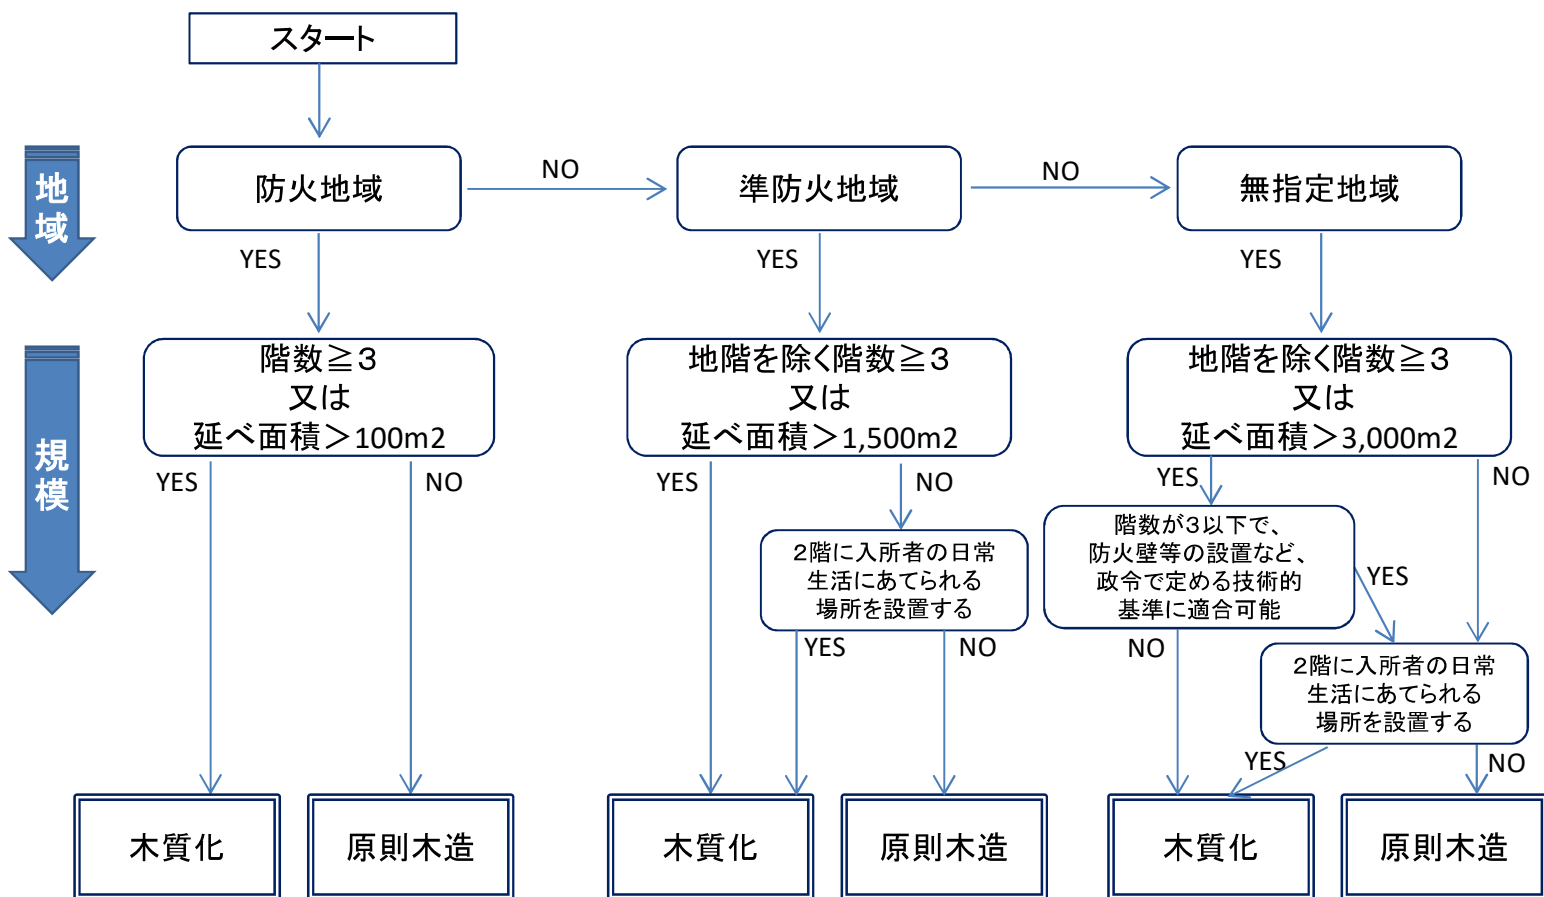 スタート
地域
防火地域
NO
準防火地域
NO
無指定地域
YES
YES
YES
規模
階数≧3
又は
延べ面積＞100m2
地階を除く階数≧3
又は
延べ面積＞1,500m2
地階を除く階数≧3
又は
延べ面積＞3,000m2
YES
NO
YES
NO
YES
NO
2階に入所者の日常
生活にあてられる
場所を設置する
階数が3以下で、
防火壁等の設置など、
政令で定める技術的
基準に適合可能
YES
YES
NO
NO
2階に入所者の日常
生活にあてられる
場所を設置する
YES
NO
木質化
原則木造
木質化
原則木造
木質化
原則木造